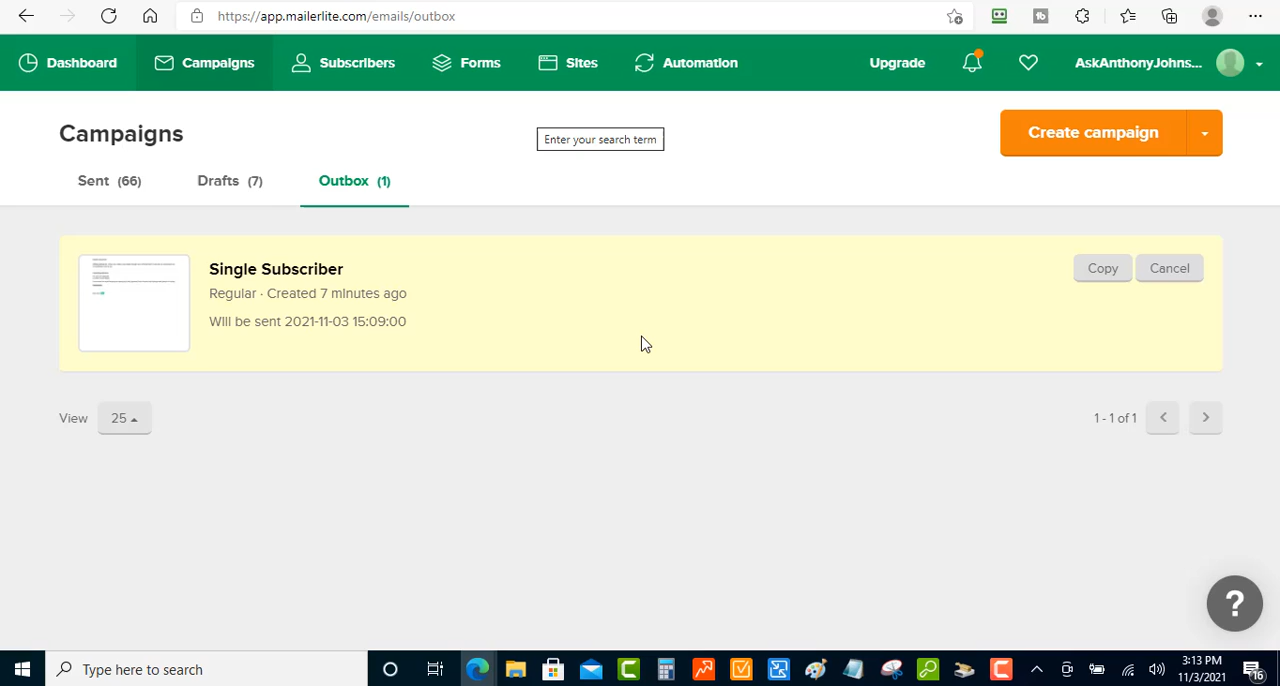 https://app.mailerlite.com/emails/outbox
Dashboard Campaigns Subscribers Forms Sites Automation Upgrade AskAnthonyJohns...
Campaigns
Enter your search term
Create campaign
Sent (66) Drafts (7) Outbox (1)
Single Subscriber
Copy Cancel
Regular · Created 7 minutes ago
Will be sent 2021-11-03 15:09:00
View 25 1 - 1 of 1
?
Type here to search
3:13 PM
11/3/2021
16